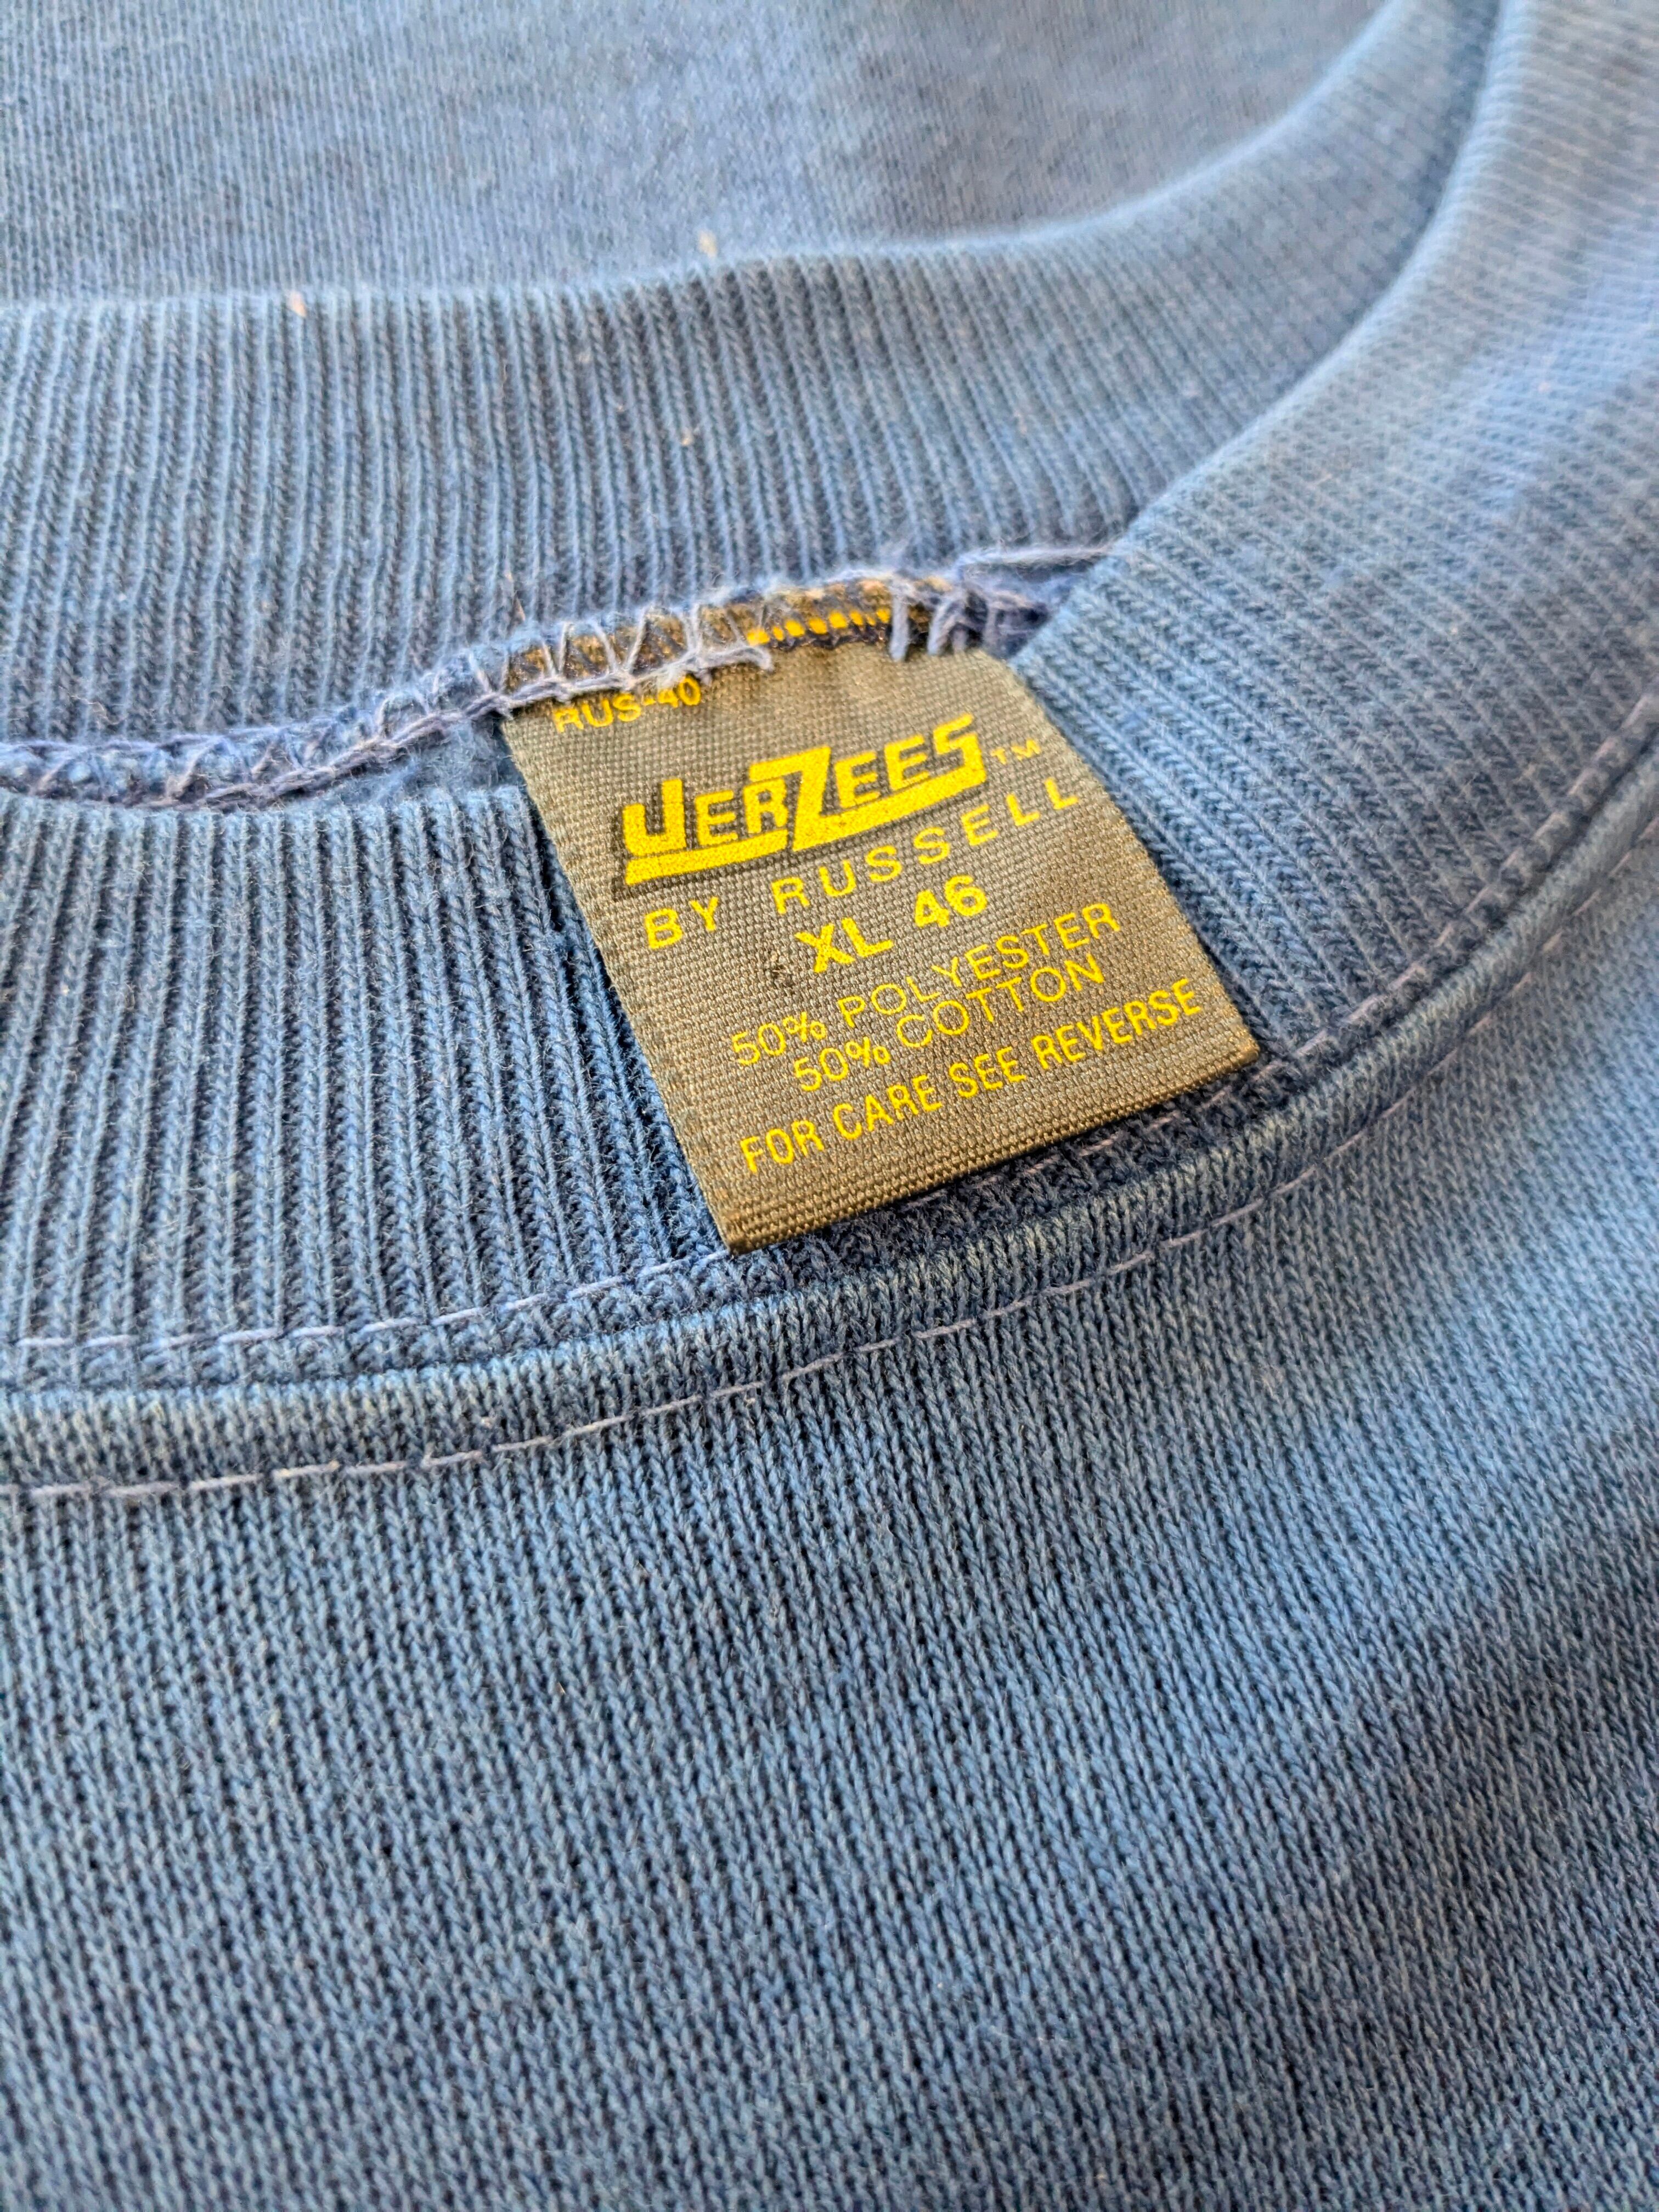 RUS-40
JERZEES™
BY RUSSELL
XL 46
50% POLYESTER
50% COTTON
FOR CARE SEE REVERSE